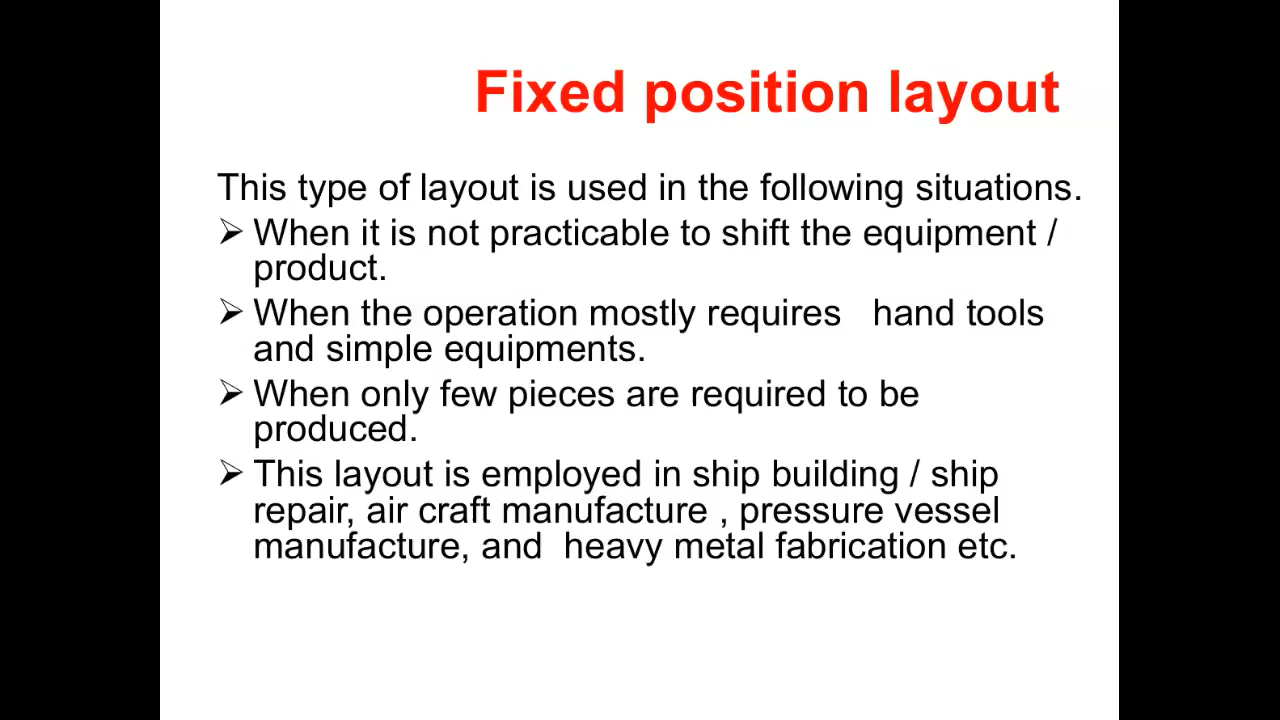 Fixed position layout
This type of layout is used in the following situations.
➢ When it is not practicable to shift the equipment /
product.
➢ When the operation mostly requires   hand tools
and simple equipments.
➢ When only few pieces are required to be
produced.
➢ This layout is employed in ship building / ship
repair, air craft manufacture , pressure vessel
manufacture, and  heavy metal fabrication etc.